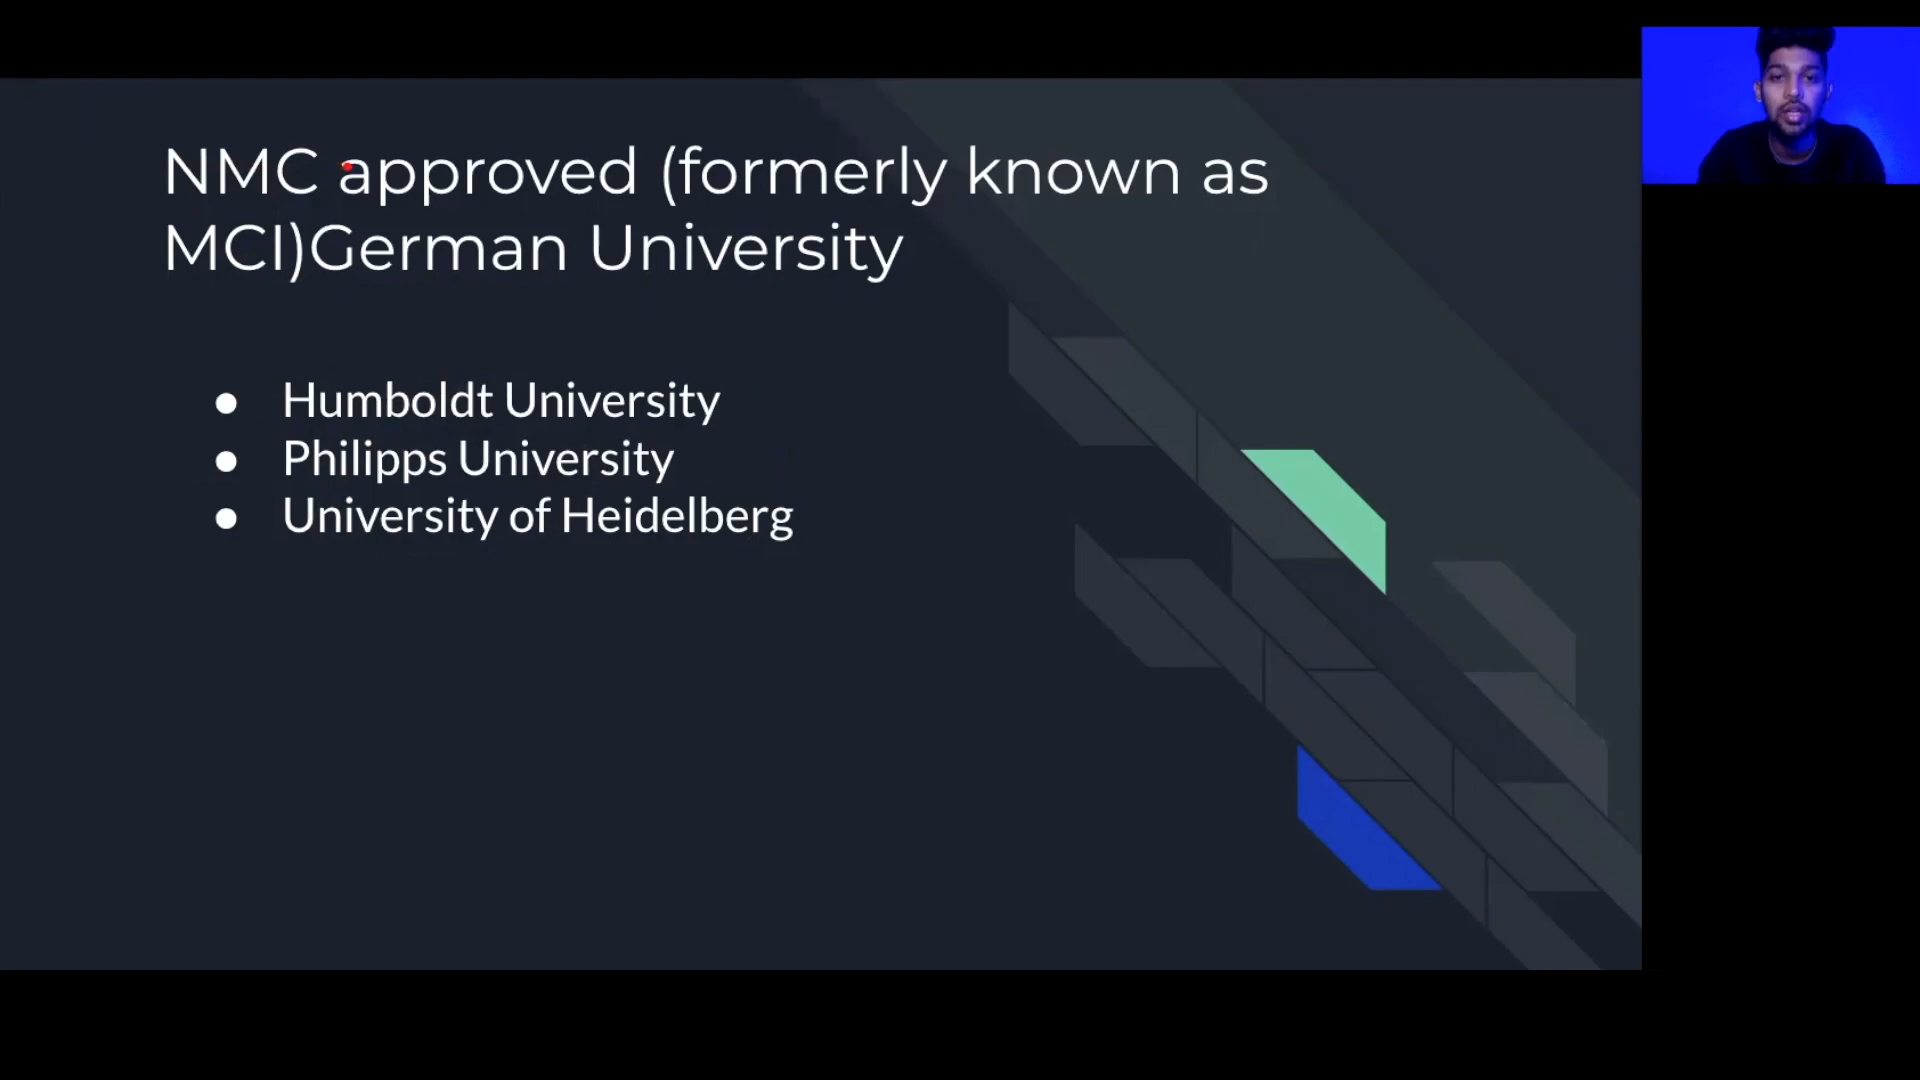 NMC approved (formerly known as
MCI)German University
● Humboldt University
● Philipps University
● University of Heidelberg